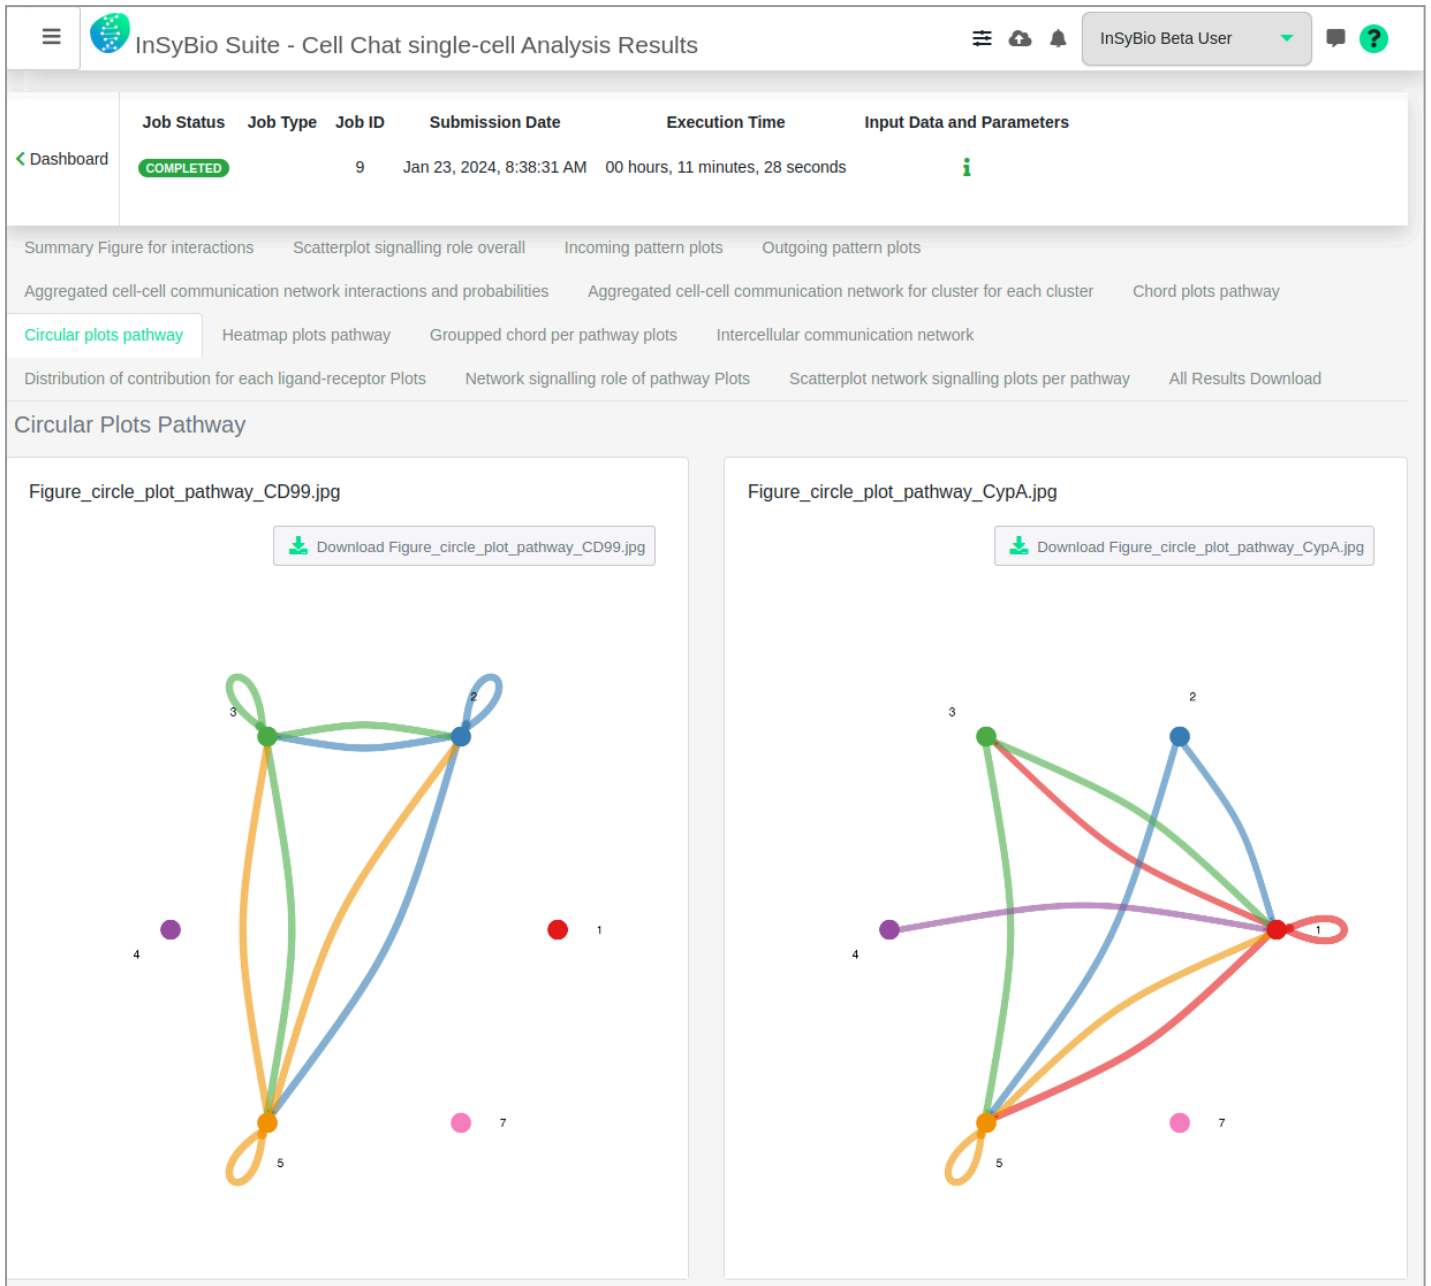 InSyBio Suite - Cell Chat single-cell Analysis Results
InSyBio Beta User
?
Job Status Job Type Job ID Submission Date Execution Time Input Data and Parameters
Dashboard
COMPLETED 9 Jan 23, 2024, 8:38:31 AM 00 hours, 11 minutes, 28 seconds i
Summary Figure for interactions Scatterplot signalling role overall Incoming pattern plots Outgoing pattern plots
Aggregated cell-cell communication network interactions and probabilities Aggregated cell-cell communication network for cluster for each cluster Chord plots pathway
Circular plots pathway Heatmap plots pathway Groupped chord per pathway plots Intercellular communication network
Distribution of contribution for each ligand-receptor Plots Network signalling role of pathway Plots Scatterplot network signalling plots per pathway All Results Download
Circular Plots Pathway
Figure_circle_plot_pathway_CD99.jpg
Download Figure_circle_plot_pathway_CD99.jpg
2
3
1
4
7
5
Figure_circle_plot_pathway_CypA.jpg
Download Figure_circle_plot_pathway_CypA.jpg
2
3
1
4
7
5